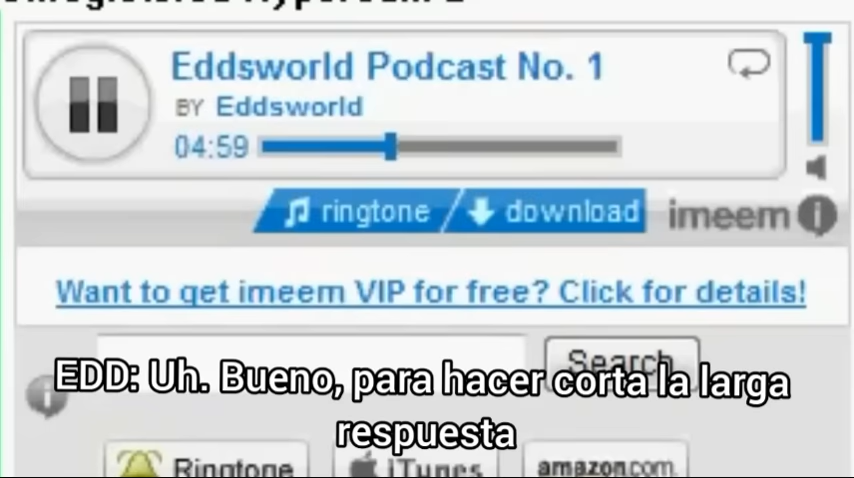 Eddsworld Podcast No. 1
BY Eddsworld
04:59
ringtone download imeem
Want to get imeem VIP for free? Click for details!
Search
EDD: Uh. Bueno, para hacer corta la larga
respuesta
Ringtone iTunes amazon.com.